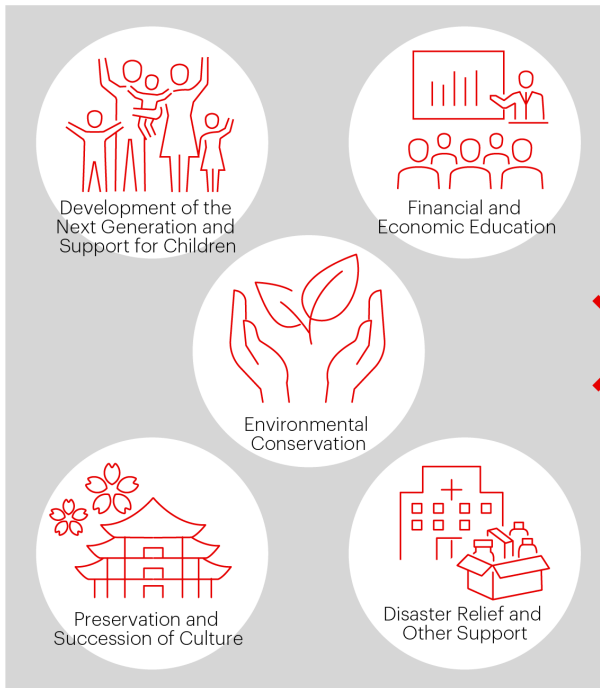 Development of the
Next Generation and
Support for Children
Financial and
Economic Education
Environmental
Conservation
Preservation and
Succession of Culture
Disaster Relief and
Other Support